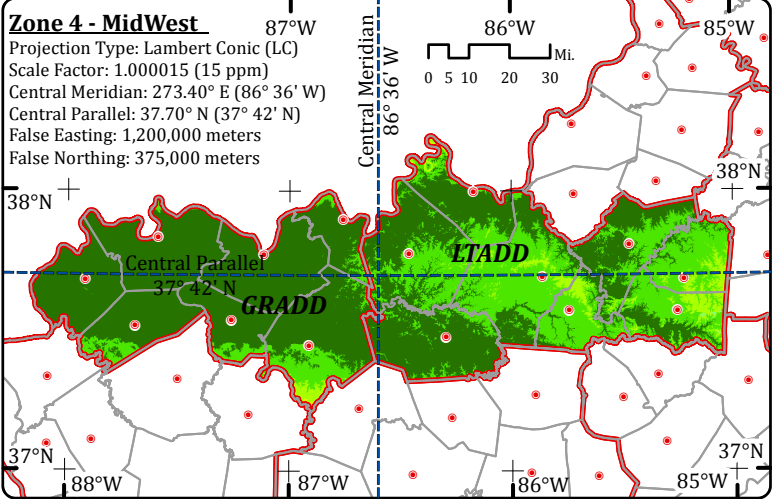 Zone 4 - MidWest
Projection Type: Lambert Conic (LC)
Scale Factor: 1.000015 (15 ppm)
Central Meridian: 273.40° E (86° 36' W)
Central Parallel: 37.70° N (37° 42' N)
False Easting: 1,200,000 meters
False Northing: 375,000 meters
87°W
Central Meridian
86° 36' W
86°W
85°W
Mi.
0 5 10 20 30
38°N
38°N
Central Parallel
37° 42' N
GRADD
LTADD
37°N
88°W
87°W
86°W
85°W
37°N